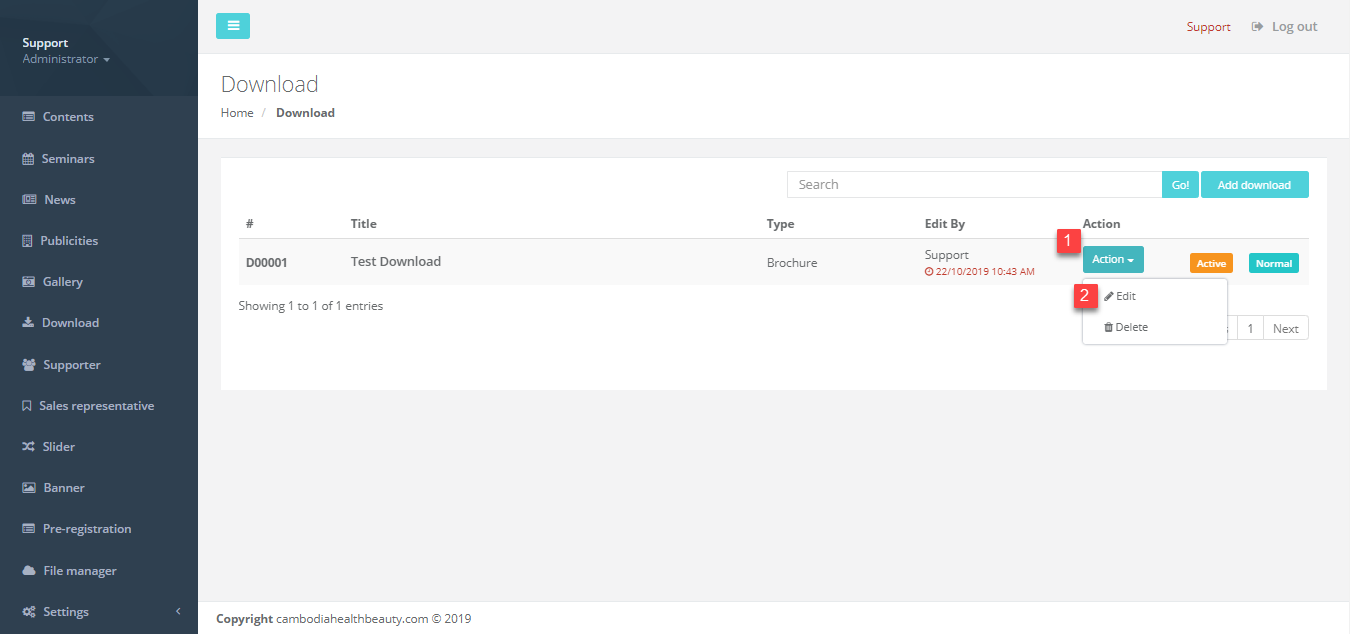 Support
Administrator
Contents
Seminars
News
Publicities
Gallery
Download
Supporter
Sales representative
Slider
Banner
Pre-registration
File manager
Settings
Support Log out
Download
Home / Download
Search Go! Add download
# Title Type Edit By Action
1
D00001 Test Download Brochure Support Action Active Normal
22/10/2019 10:43 AM
2 Edit
Delete
Showing 1 to 1 of 1 entries
1 Next
Copyright cambodiahealthbeauty.com © 2019